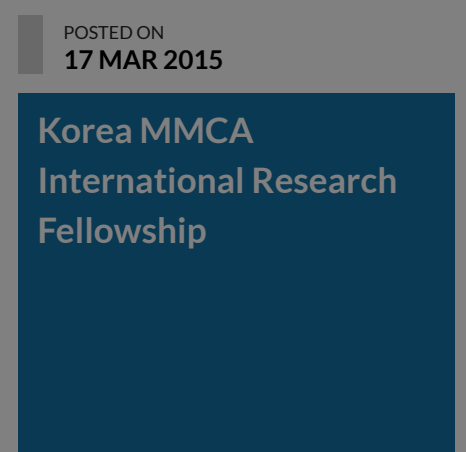 POSTED ON
17 MAR 2015
Korea MMCA
International Research
Fellowship